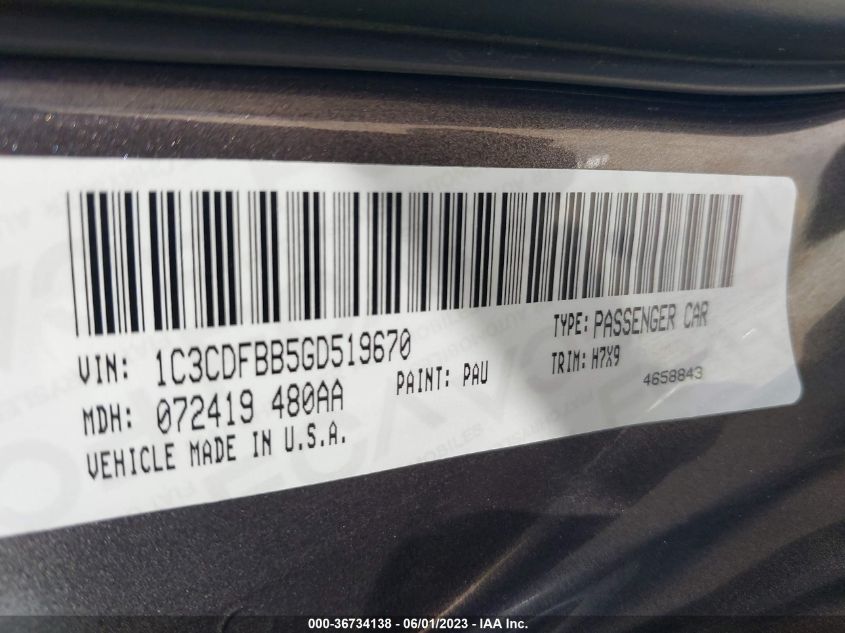 VIN: 1C3CDFBB5GD519670
TYPE: PASSENGER CAR
MDH: 072419 480AA
PAINT: PAU
TRIM: H7X9
4658843
VEHICLE MADE IN U.S.A.
000-36734138 - 06/01/2023 - IAA Inc.